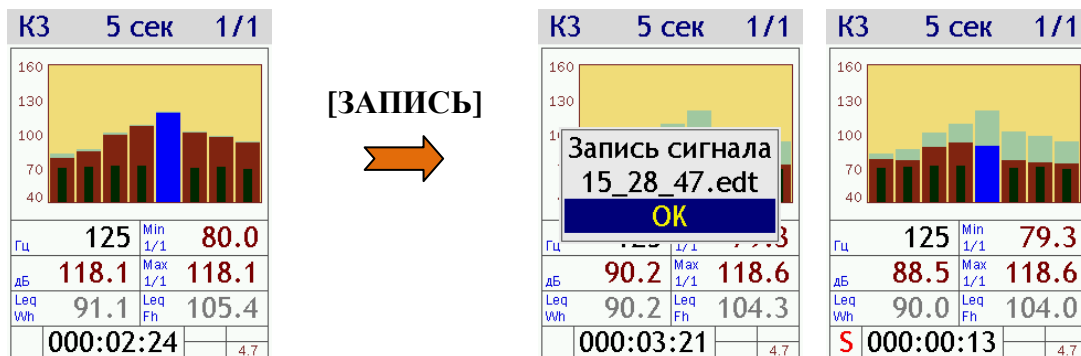 К3 5 сек 1/1
160
130
100
70
40
Гц 125 Min 1/1 80.0
дБ 118.1 Max 1/1 118.1
Leq Wh 91.1 Leq Fh 105.4
000:02:24 4.7
[ЗАПИСЬ]
К3 5 сек 1/1
160
130
Запись сигнала
15_28_47.edt
OK
дБ 90.2 Max 1/1 118.6
Leq Wh 90.2 Leq Fh 104.3
000:03:21 4.7
К3 5 сек 1/1
160
130
100
70
40
Гц 125 Min 1/1 79.3
дБ 88.5 Max 1/1 118.6
Leq Wh 90.0 Leq Fh 104.0
S 000:00:13 4.7